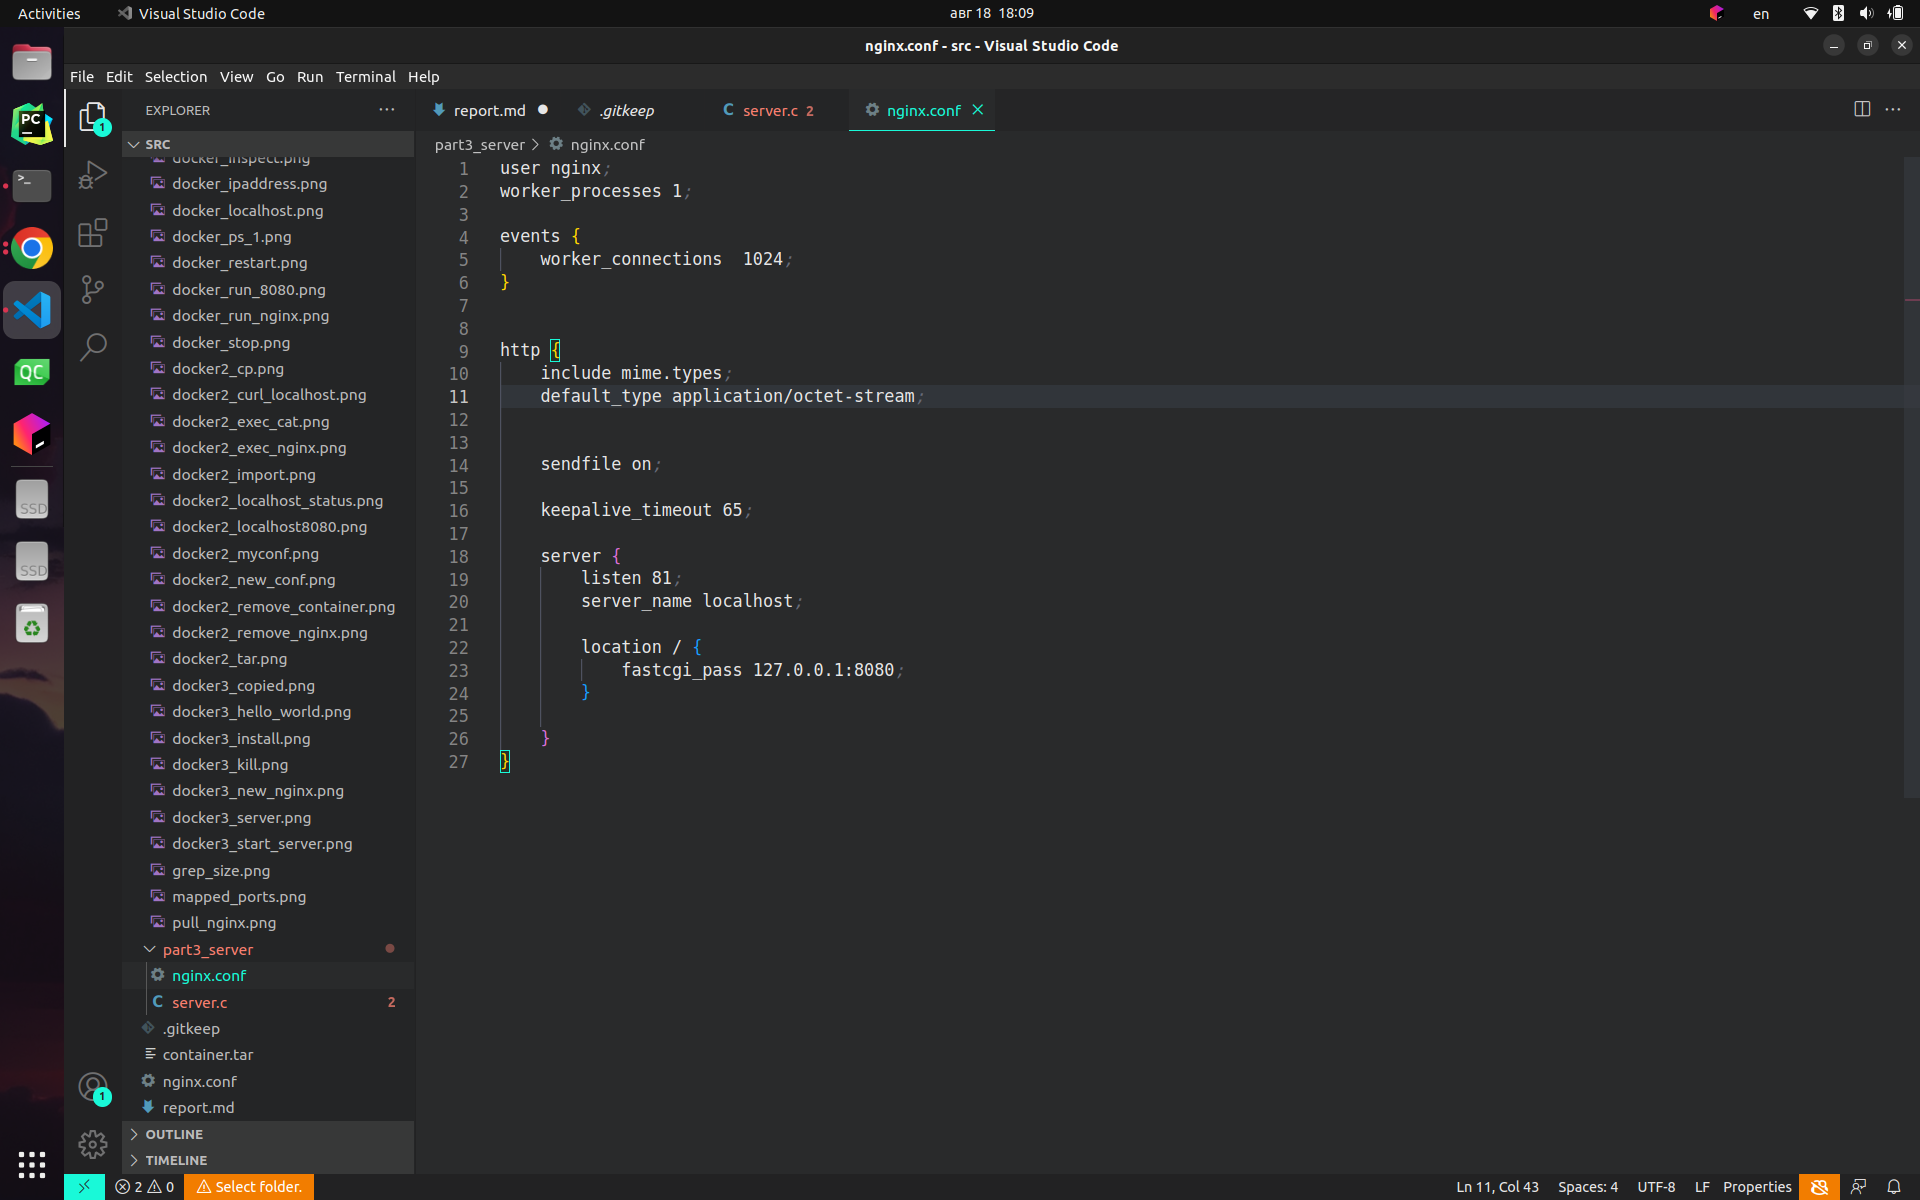 Activities
Visual Studio Code
авг 18 18:09
en
nginx.conf - src - Visual Studio Code
File Edit Selection View Go Run Terminal Help
EXPLORER
report.md
.gitkeep
server.c 2
nginx.conf
SRC
part3_server > nginx.conf
docker_inspect.png
docker_ipaddress.png
docker_localhost.png
docker_ps_1.png
docker_restart.png
docker_run_8080.png
docker_run_nginx.png
docker_stop.png
docker2_cp.png
docker2_curl_localhost.png
docker2_exec_cat.png
docker2_exec_nginx.png
docker2_import.png
docker2_localhost_status.png
docker2_localhost8080.png
docker2_myconf.png
docker2_new_conf.png
docker2_remove_container.png
docker2_remove_nginx.png
docker2_tar.png
docker3_copied.png
docker3_hello_world.png
docker3_install.png
docker3_kill.png
docker3_new_nginx.png
docker3_server.png
docker3_start_server.png
grep_size.png
mapped_ports.png
pull_nginx.png
part3_server
nginx.conf
server.c 2
.gitkeep
container.tar
nginx.conf
report.md
OUTLINE
TIMELINE
1 user nginx;
2 worker_processes 1;
3
4 events {
5 worker_connections  1024;
6 }
7
8
9 http {
10 include mime.types;
11 default_type application/octet-stream;
12
13
14 sendfile on;
15
16 keepalive_timeout 65;
17
18 server {
19 listen 81;
20 server_name localhost;
21
22 location / {
23 fastcgi_pass 127.0.0.1:8080;
24 }
25
26 }
27 }
PC
QC
SSD
SSD
1
1
2 0
Select folder.
Ln 11, Col 43
Spaces: 4
UTF-8
LF
Properties